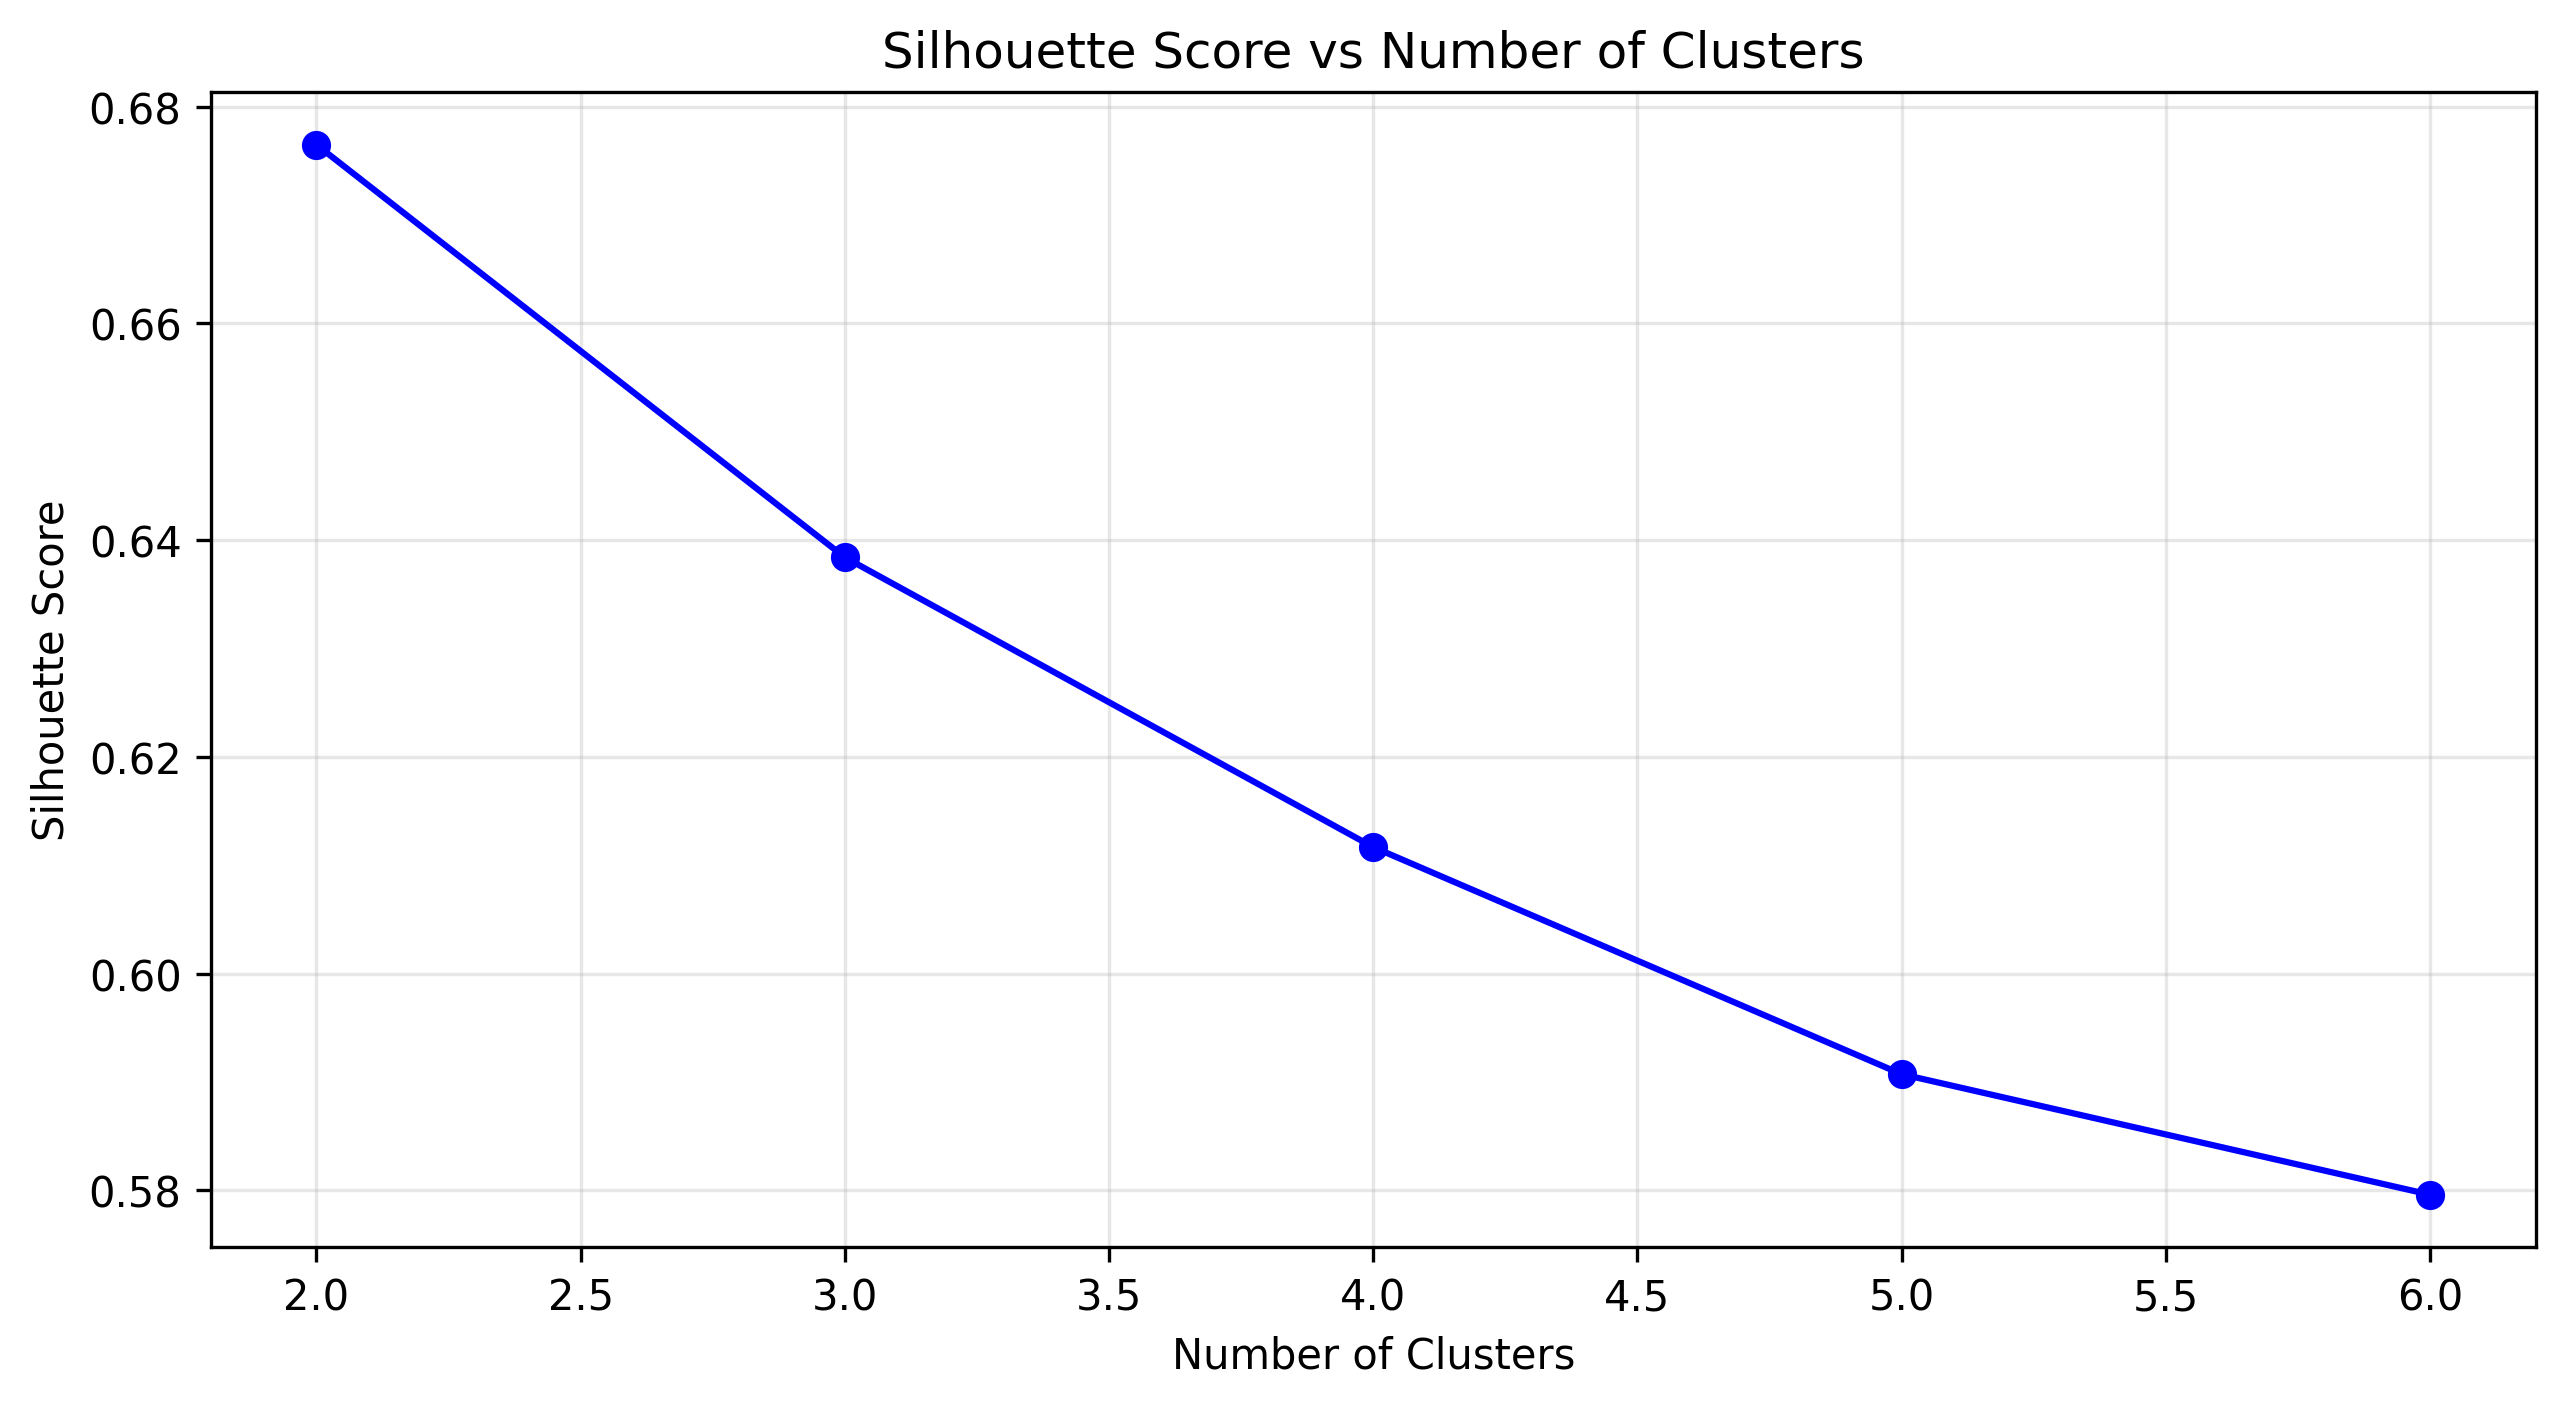 Silhouette Score vs Number of Clusters
0.68
0.66
0.64
0.62
0.60
0.58
Silhouette Score
2.0 2.5 3.0 3.5 4.0 4.5 5.0 5.5 6.0
Number of Clusters